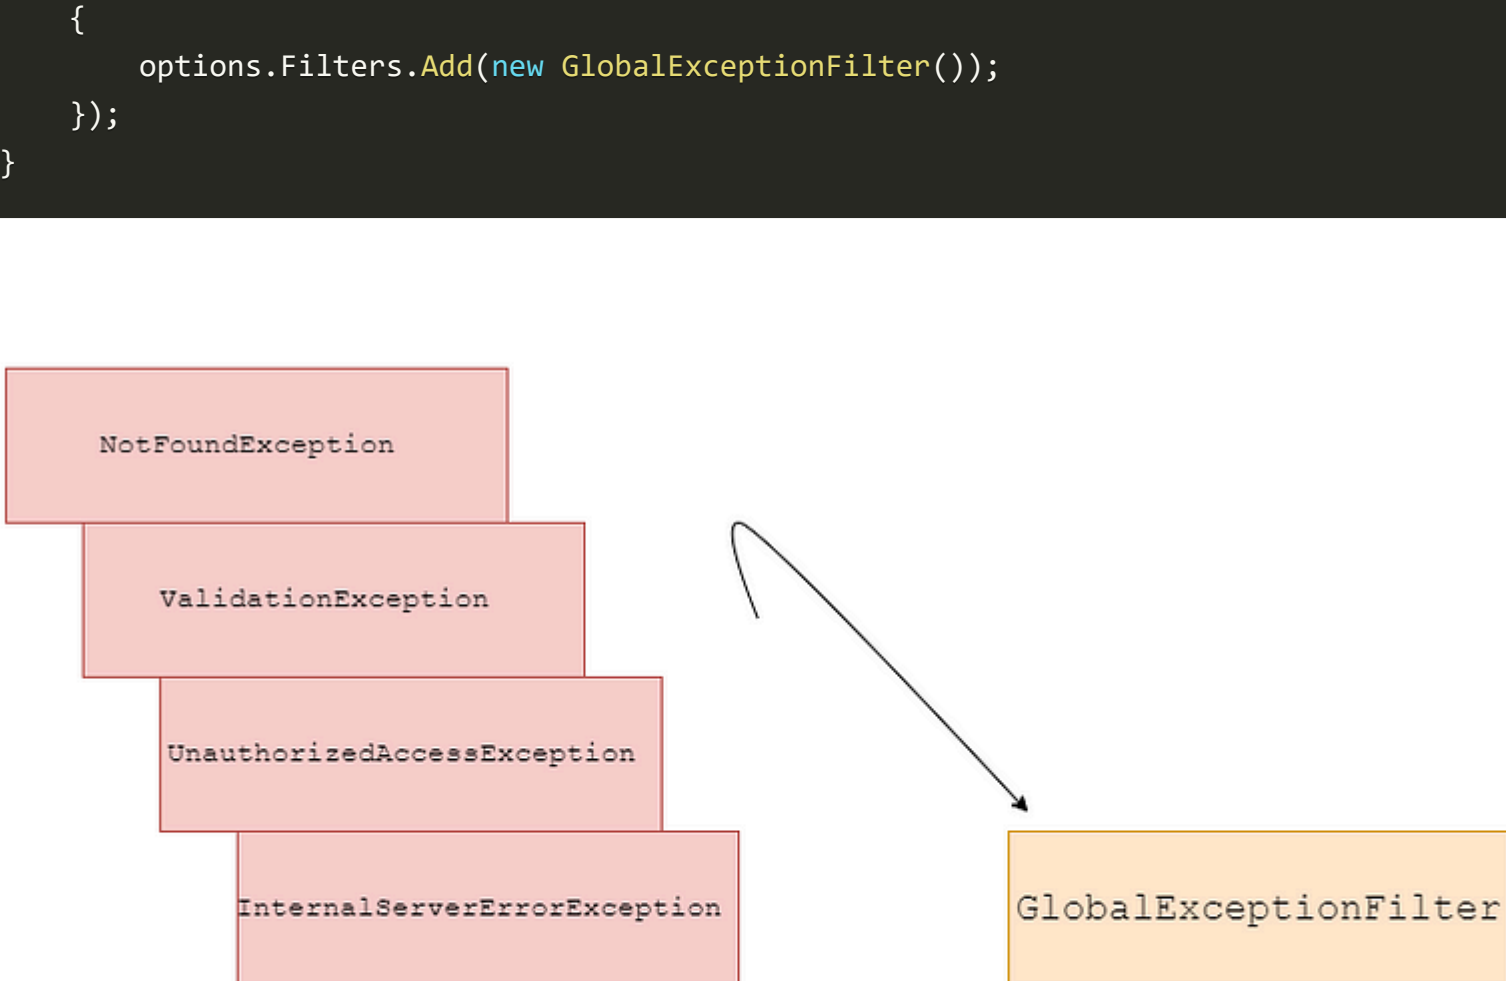 {
options.Filters.Add(new GlobalExceptionFilter());
});
}
NotFoundException
ValidationException
UnauthorizedAccessException
InternalServerErrorException
GlobalExceptionFilter